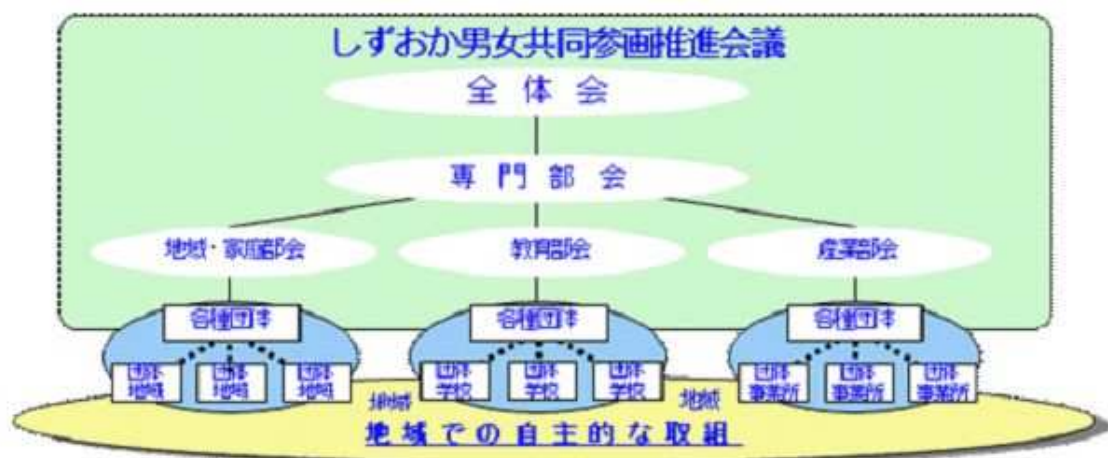 しずおか男女共同参画推進会議
全体会
専門部会
地域・家庭部会 教育部会 産業部会
各種団体 各種団体 各種団体
団体 団体 団体 団体 団体 団体 団体 団体 団体
地域 地域 地域 学校 学校 学校 事業所 事業所 事業所
地域 地域
地域での自主的な取組